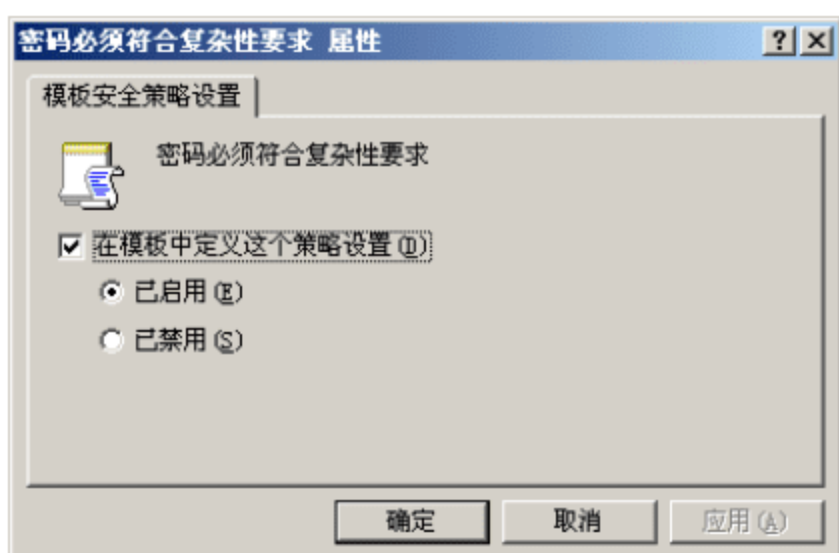 密码必须符合复杂性要求 属性
模板安全策略设置
密码必须符合复杂性要求
在模板中定义这个策略设置(D)
已启用(E)
已禁用(S)
确定 取消 应用(A)